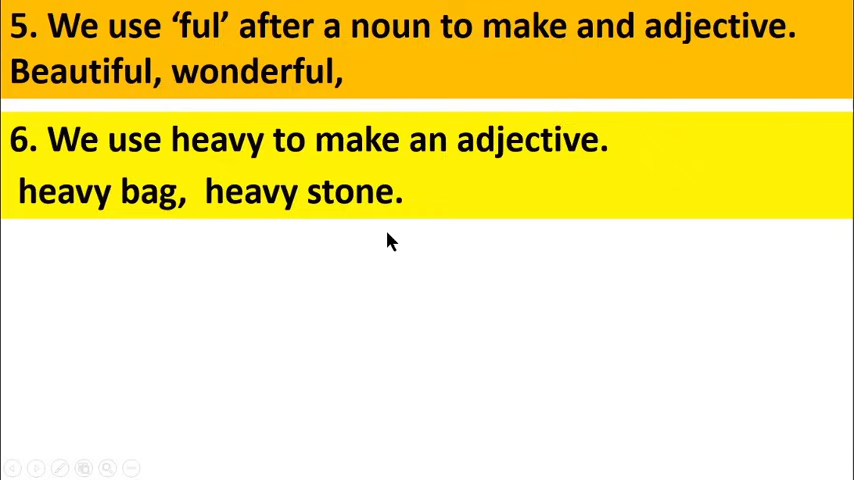 5. We use ‘ful’ after a noun to make and adjective.
Beautiful, wonderful,
6. We use heavy to make an adjective.
heavy bag, heavy stone.